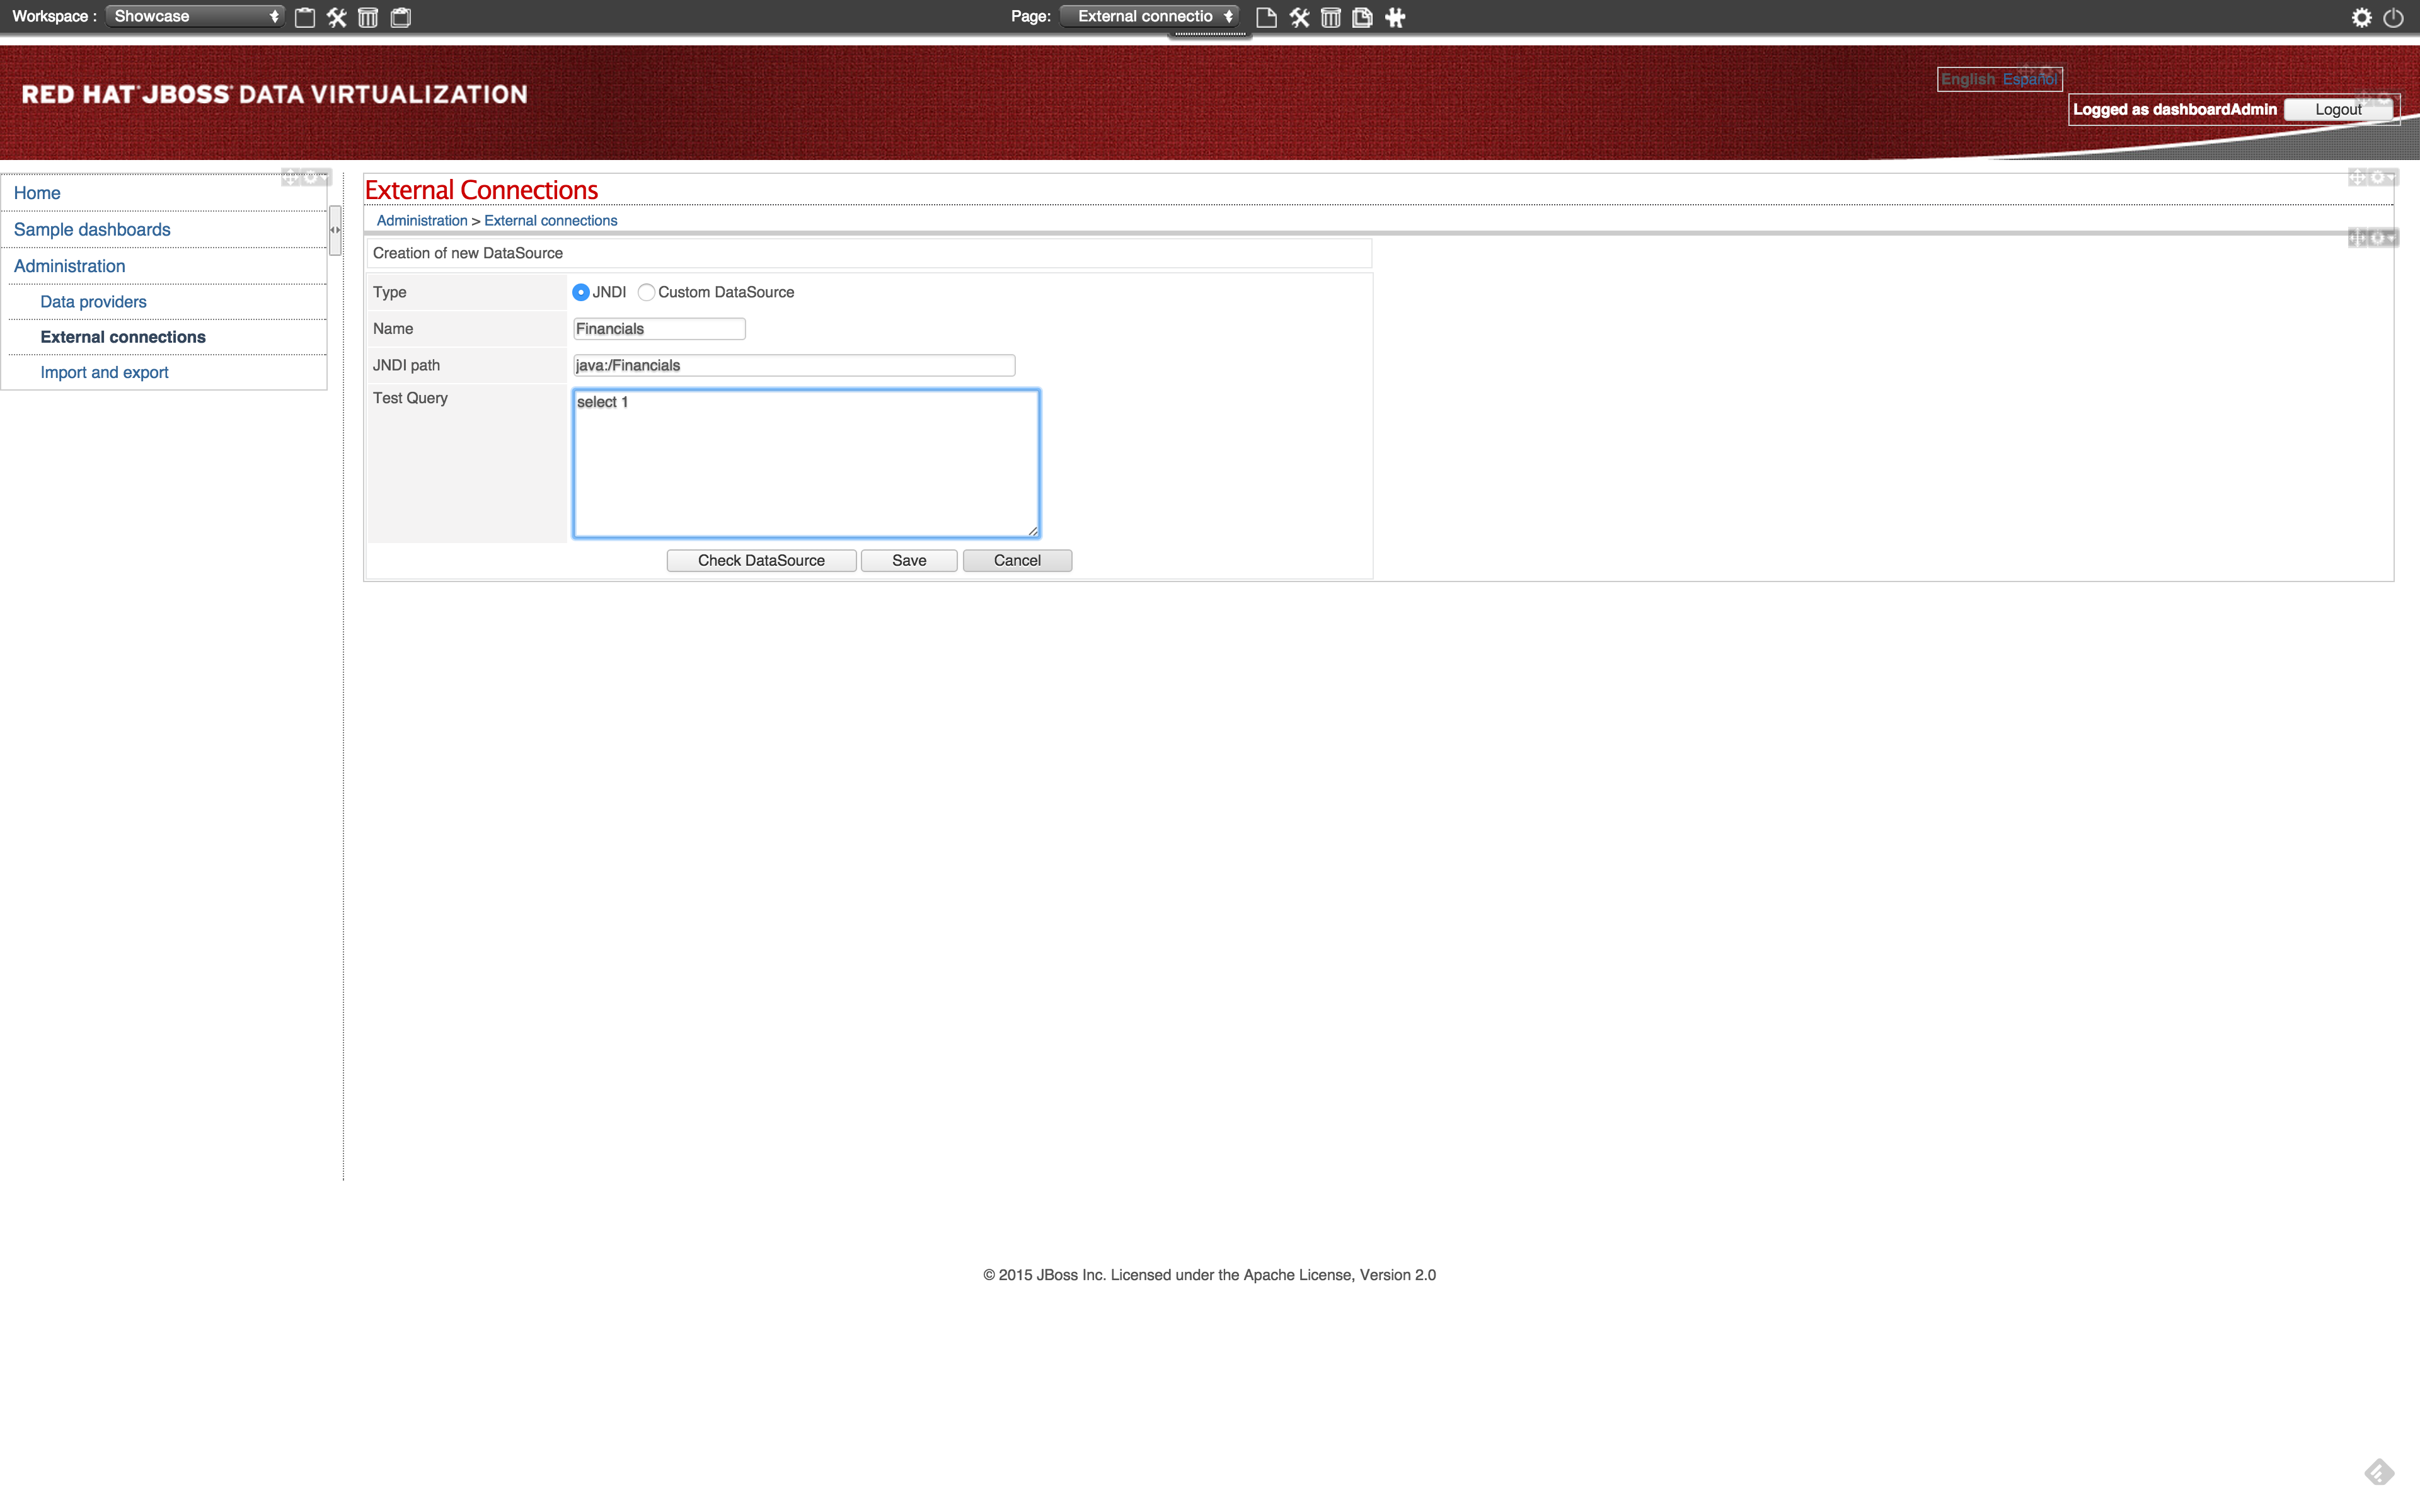 Workspace : Showcase Page: External connectio
RED HAT JBOSS DATA VIRTUALIZATION
English Español
Logged as dashboardAdmin Logout
Home
Sample dashboards
Administration
Data providers
External connections
Import and export
External Connections
Administration > External connections
Creation of new DataSource
Type JNDI Custom DataSource
Name Financials
JNDI path java:/Financials
Test Query select 1
Check DataSource Save Cancel
© 2015 JBoss Inc. Licensed under the Apache License, Version 2.0